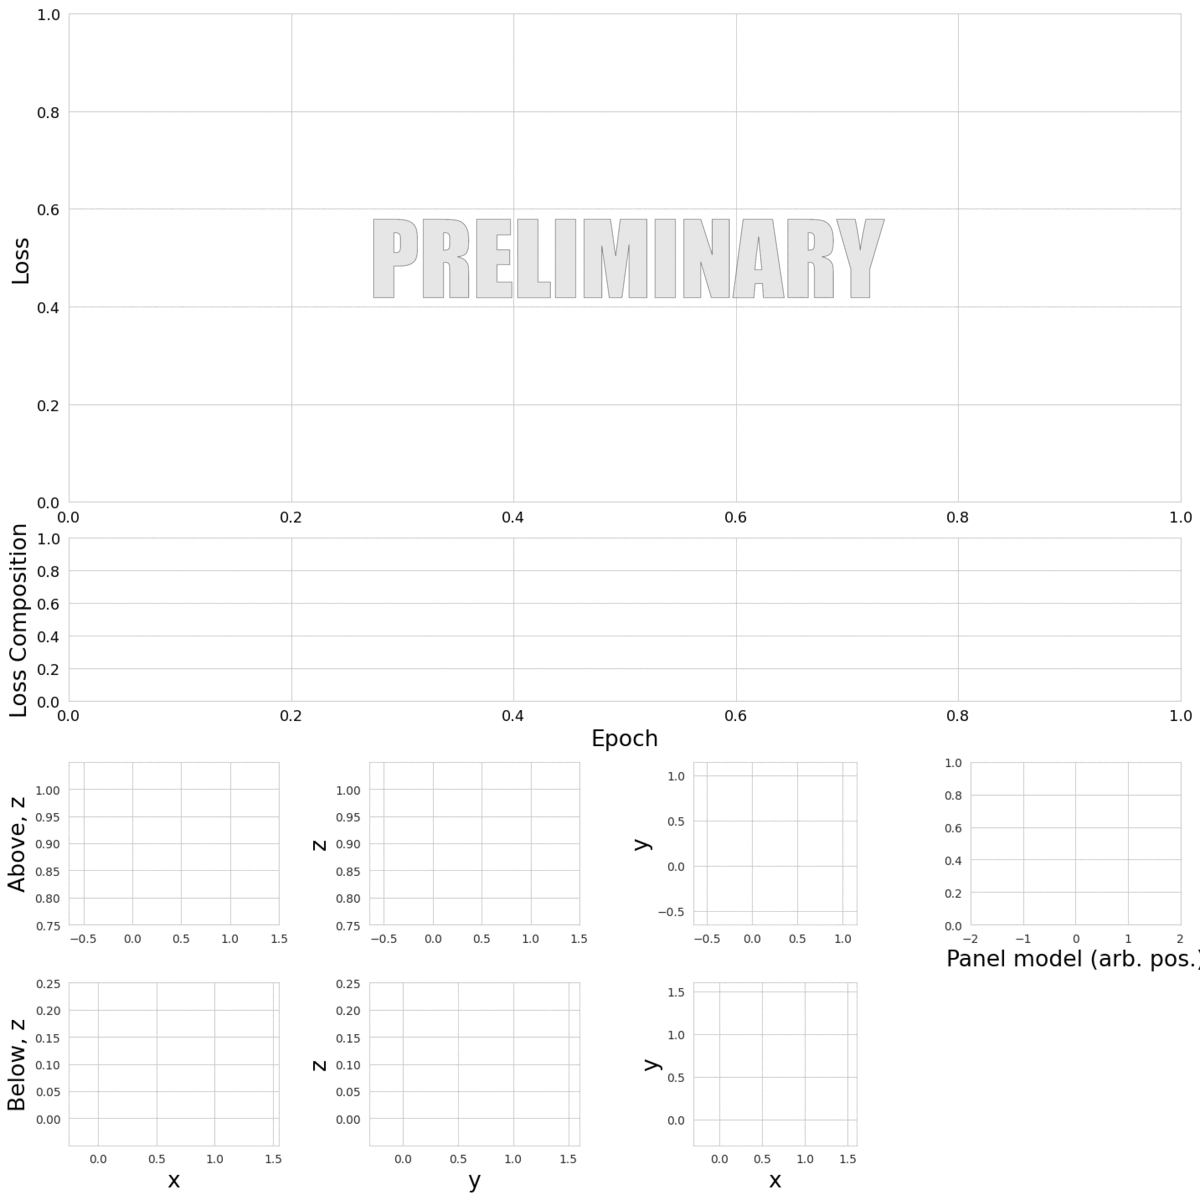 1.0
0.8
PRELIMINARY
0.6
Loss
0.4
0.2
0.0
0.0 0.2 0.4 0.6 0.8 1.0
Loss Composition
1.0
0.8
0.6
0.4
0.2
0.0
0.0 0.2 0.4 0.6 0.8 1.0
Epoch
Above, z
1.00
0.95
0.90
0.85
0.80
0.75
−0.5 0.0 0.5 1.0 1.5
z
1.00
0.95
0.90
0.85
0.80
0.75
−0.5 0.0 0.5 1.0 1.5
y
1.0
0.5
0.0
−0.5
−0.5 0.0 0.5 1.0
1.0
0.8
0.6
0.4
0.2
0.0
−2 −1 0 1 2
Panel model (arb. pos.)
Below, z
0.25
0.20
0.15
0.10
0.05
0.00
0.0 0.5 1.0 1.5
x
z
0.25
0.20
0.15
0.10
0.05
0.00
0.0 0.5 1.0 1.5
y
y
1.5
1.0
0.5
0.0
0.0 0.5 1.0 1.5
x